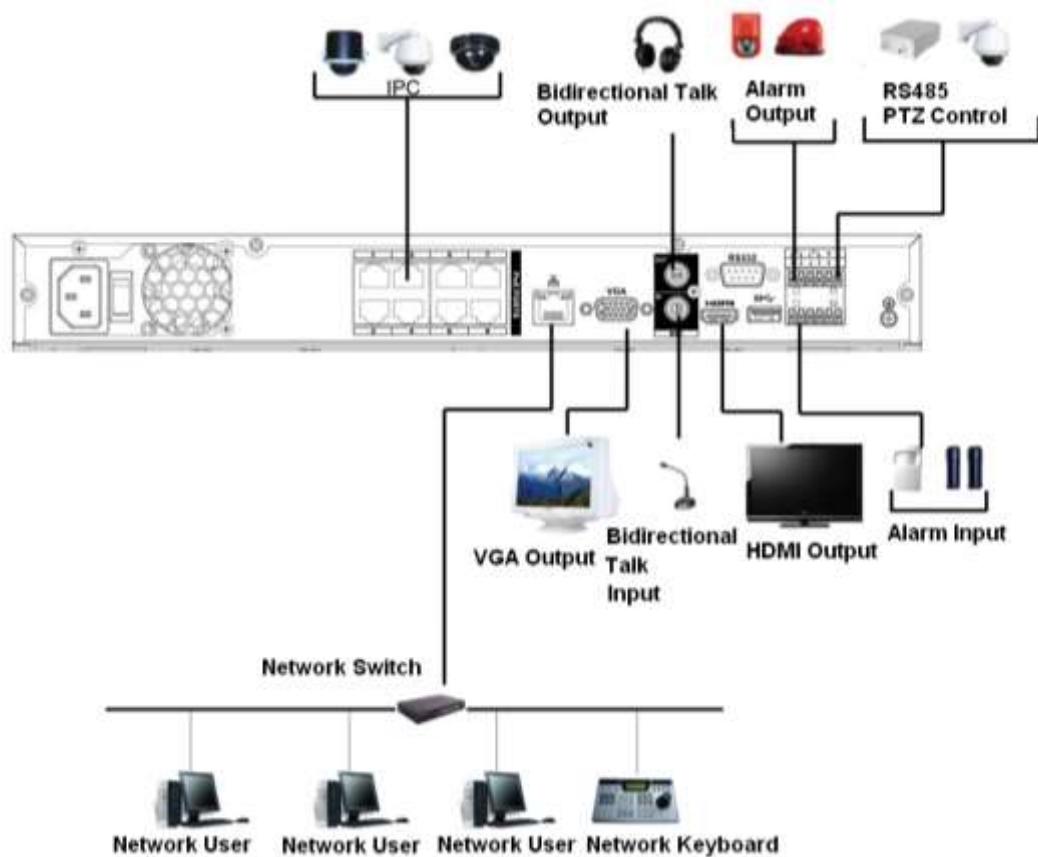 IPC
Bidirectional Talk
Output
Alarm
Output
RS485
PTZ Control
RS232
VGA
HDMI
VGA Output
Bidirectional
Talk
Input
HDMI Output
Alarm Input
Network Switch
Network User
Network User
Network User
Network Keyboard